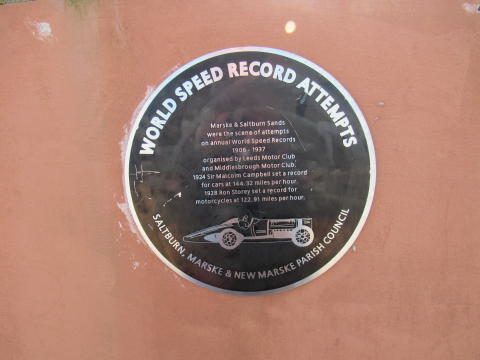 WORLD SPEED RECORD ATTEMPTS
Marske & Saltburn Sands
were the scene of attempts
on annual World Speed Records
1906 - 1937
organised by Leeds Motor Club
and Middlesbrough Motor Club.
1924 Sir Malcolm Campbell set a record
for cars at 144.32 miles per hour.
1928 Ron Storey set a record for
motorcycles at 122.91 miles per hour.
SALTBURN, MARSKE & NEW MARSKE PARISH COUNCIL